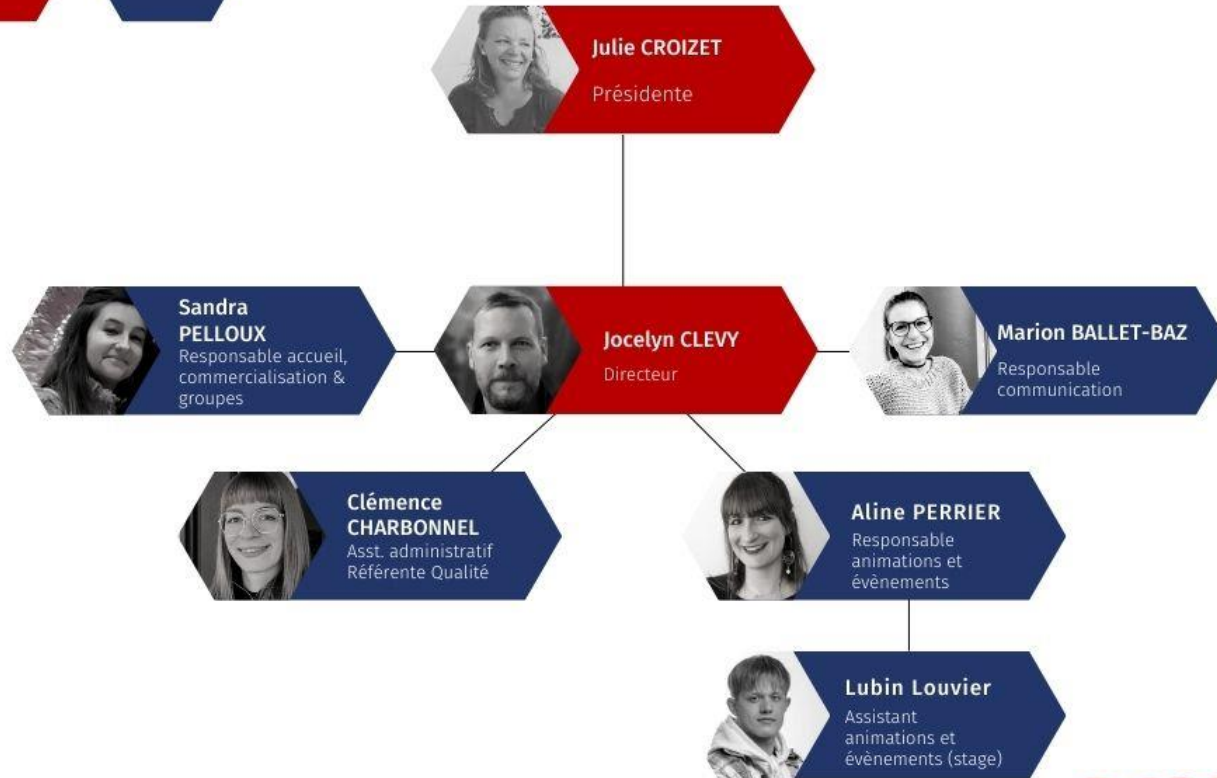 Julie CROIZET
Présidente
Sandra
PELLOUX
Responsable accueil,
commercialisation &
groupes
Jocelyn CLEVY
Directeur
Marion BALLET-BAZ
Responsable
communication
Clémence
CHARBONNEL
Asst. administratif
Référente Qualité
Aline PERRIER
Responsable
animations et
évènements
Lubin Louvier
Assistant
animations et
évènements (stage)